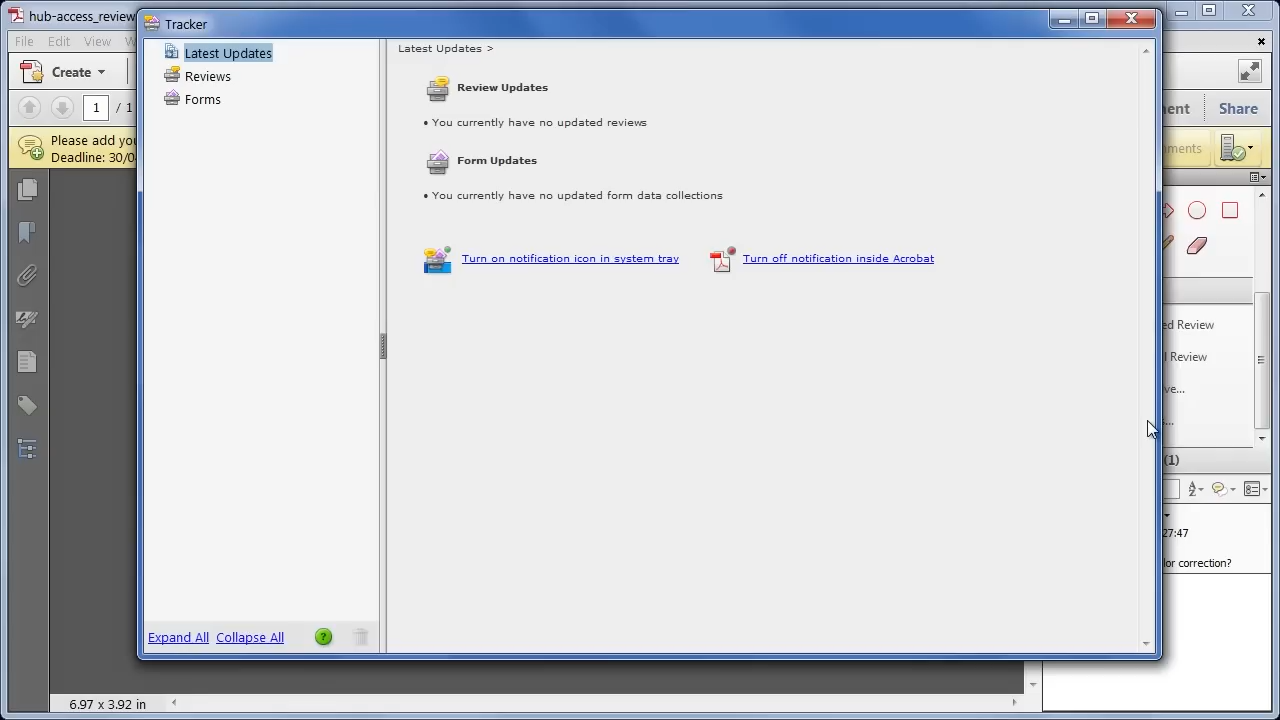 hub-access_review
Tracker
File Edit View
Create
1 / 1
Share
Please add you
Deadline: 30/0
Latest Updates
Reviews
Forms
Latest Updates >
Review Updates
• You currently have no updated reviews
Form Updates
• You currently have no updated form data collections
Turn on notification icon in system tray
Turn off notification inside Acrobat
ed Review
l Review
ve...
(1)
27:47
lor correction?
Expand All Collapse All ?
6.97 x 3.92 in